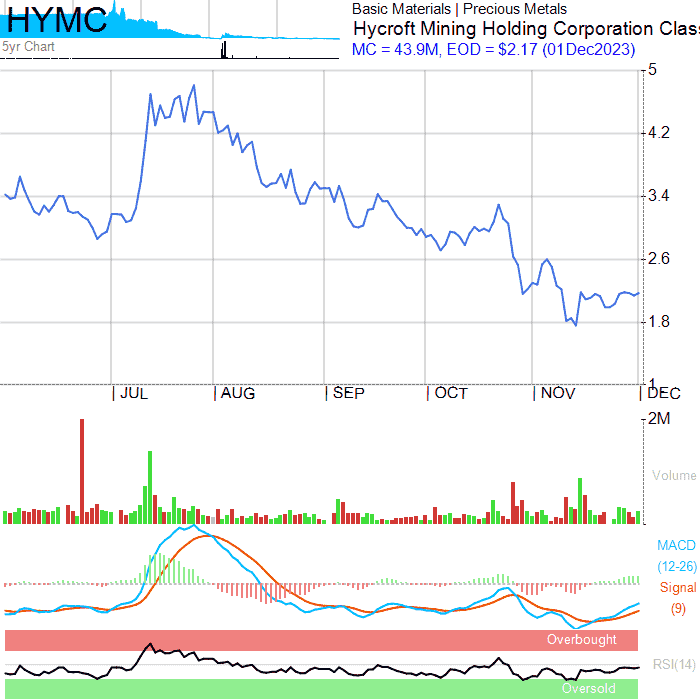 HYMC
5yr Chart
Basic Materials | Precious Metals
Hycroft Mining Holding Corporation Clas
MC = 43.9M, EOD = $2.17 (01Dec2023)
5
4.2
3.4
2.6
1.8
1
| JUL | AUG | SEP | OCT | NOV | DEC
2M
Volume
MACD
(12-26)
Signal
(9)
Overbought
RSI(14)
Oversold